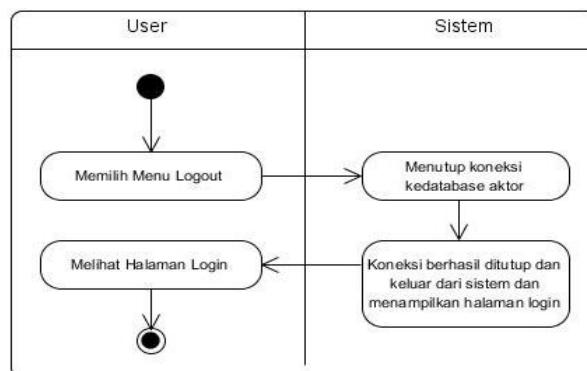 User
Sistem
Memilih Menu Logout
Menutup koneksi
kedatabase aktor
Melihat Halaman Login
Koneksi berhasil ditutup dan
keluar dari sistem dan
menampilkan halaman login